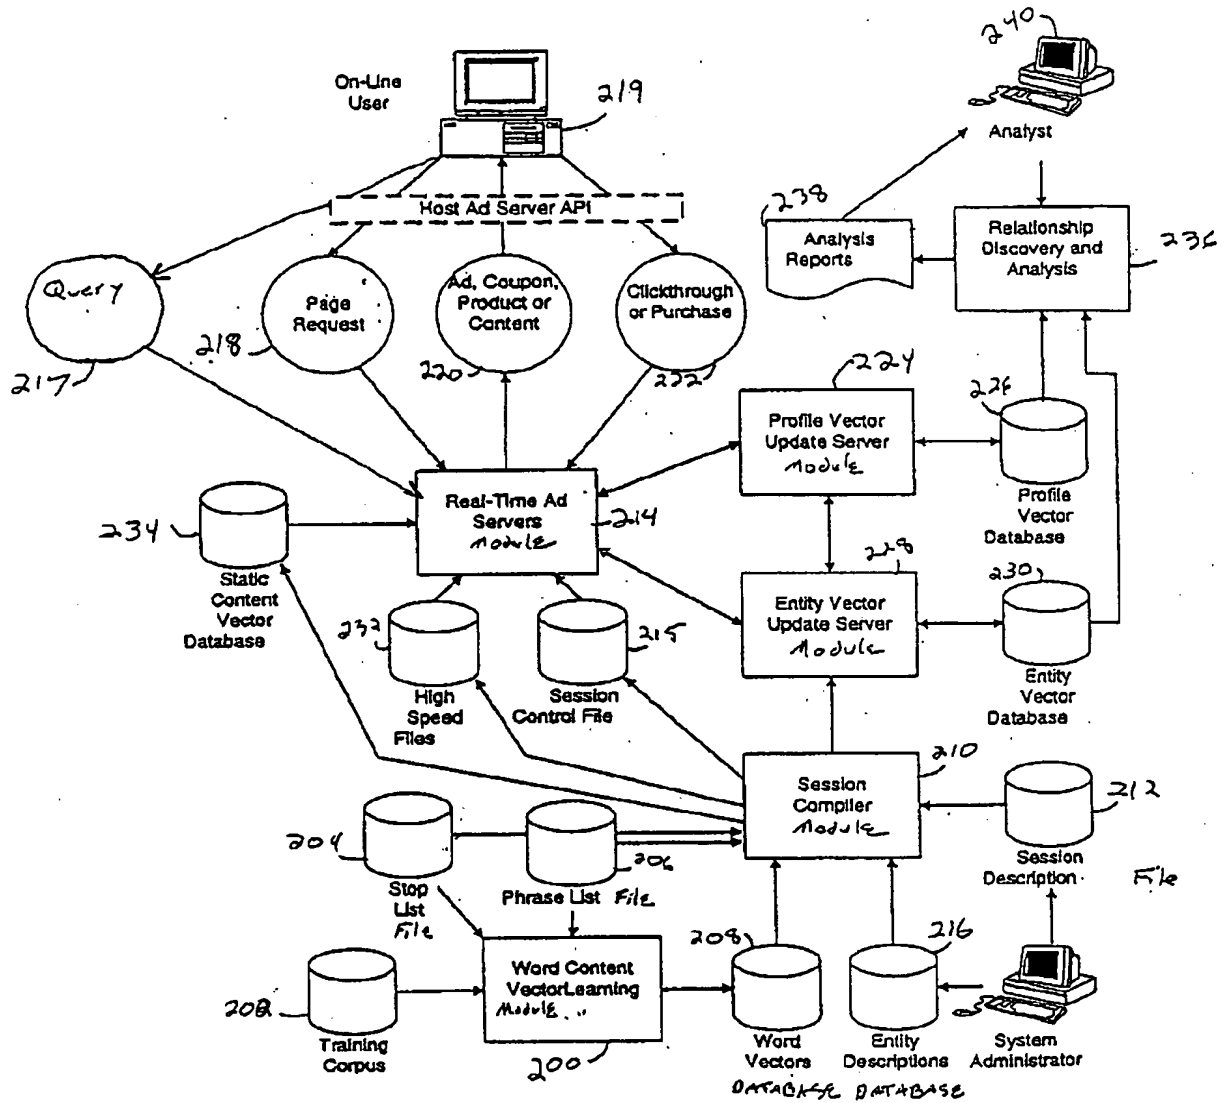 240
On-Line
User
219
Analyst
Host Ad Server API
238
Analysis
Reports
Relationship
Discovery and
Analysis
236
Query
217
Page
Request
218
Ad, Coupon,
Product or
Content
220
Clickthrough
or Purchase
222
224
Profile Vector
Update Server
Module
226
Profile
Vector
Database
234
Static
Content
Vector
Database
Real-Time Ad
Servers
Module
214
228
Entity Vector
Update Server
Module
230
Entity
Vector
Database
232
High
Speed
Files
215
Session
Control File
Session
Compiler
Module
210
212
Session
Description File
204
Stop
List
File
206
Phrase List File
202
Training
Corpus
Word Content
Vector Learning
Module
200
208
Word
Vectors
DATABASE
216
Entity
Descriptions
DATABASE
System
Administrator